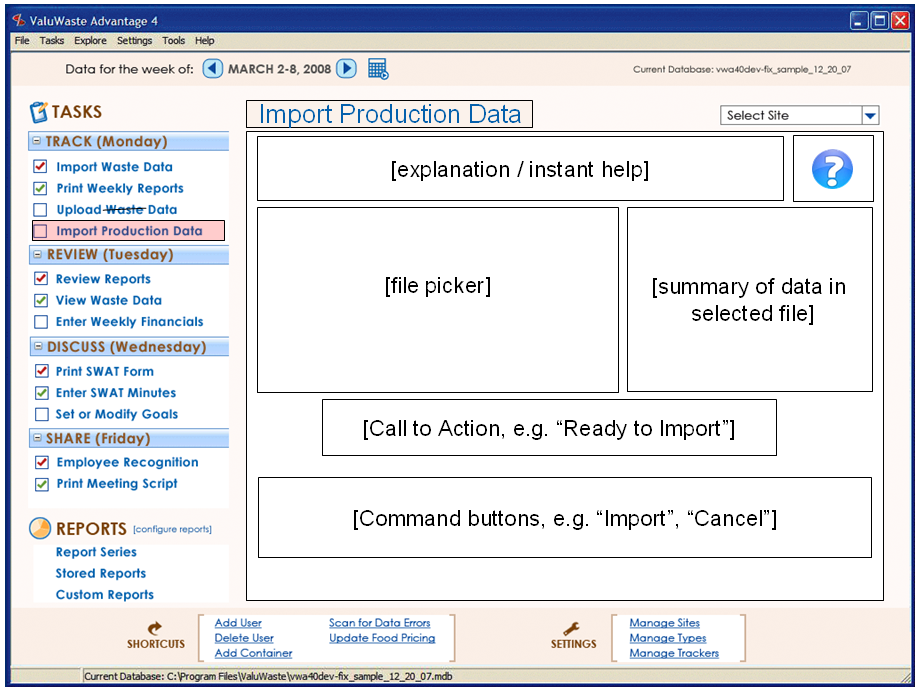 ValuWaste Advantage 4
File Tasks Explore Settings Tools Help
Data for the week of: MARCH 2-8, 2008
Current Database: vwa40dev-fix_sample_12_20_07
TASKS
TRACK (Monday)
Import Waste Data
Print Weekly Reports
Upload Waste Data
Import Production Data
REVIEW (Tuesday)
Review Reports
View Waste Data
Enter Weekly Financials
DISCUSS (Wednesday)
Print SWAT Form
Enter SWAT Minutes
Set or Modify Goals
SHARE (Friday)
Employee Recognition
Print Meeting Script
REPORTS [configure reports]
Report Series
Stored Reports
Custom Reports
Import Production Data
Select Site
[explanation / instant help]
?
[file picker]
[summary of data in
selected file]
[Call to Action, e.g. “Ready to Import”]
[Command buttons, e.g. “Import”, “Cancel”]
SHORTCUTS
Add User
Delete User
Add Container
Scan for Data Errors
Update Food Pricing
SETTINGS
Manage Sites
Manage Types
Manage Trackers
Current Database: C:\Program Files\ValuWaste\vwa40dev-fix_sample_12_20_07.mdb